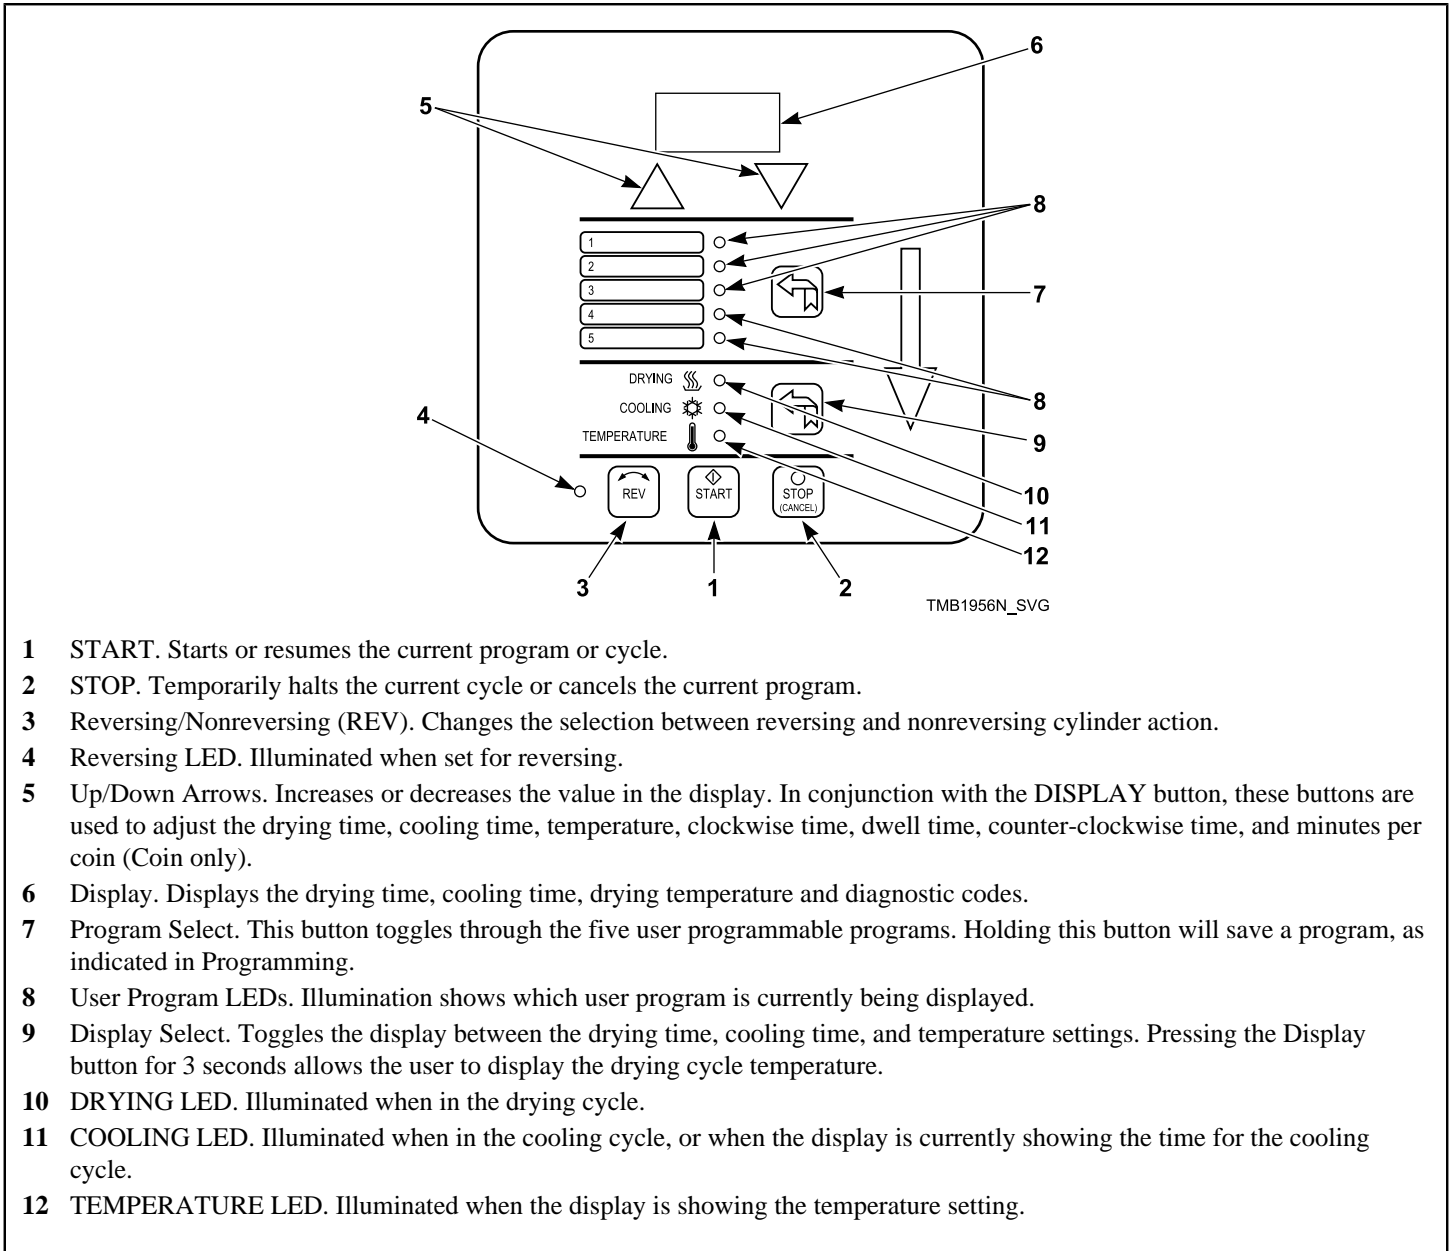 6
5
8
1
2
7
3
4
5
DRYING
8
4
COOLING
9
TEMPERATURE
10
REV
START
STOP
(CANCEL)
11
12
3
1
2
TMB1956N_SVG
1 START. Starts or resumes the current program or cycle.
2 STOP. Temporarily halts the current cycle or cancels the current program.
3 Reversing/Nonreversing (REV). Changes the selection between reversing and nonreversing cylinder action.
4 Reversing LED. Illuminated when set for reversing.
5 Up/Down Arrows. Increases or decreases the value in the display. In conjunction with the DISPLAY button, these buttons are
used to adjust the drying time, cooling time, temperature, clockwise time, dwell time, counter-clockwise time, and minutes per
coin (Coin only).
6 Display. Displays the drying time, cooling time, drying temperature and diagnostic codes.
7 Program Select. This button toggles through the five user programmable programs. Holding this button will save a program, as
indicated in Programming.
8 User Program LEDs. Illumination shows which user program is currently being displayed.
9 Display Select. Toggles the display between the drying time, cooling time, and temperature settings. Pressing the Display
button for 3 seconds allows the user to display the drying cycle temperature.
10 DRYING LED. Illuminated when in the drying cycle.
11 COOLING LED. Illuminated when in the cooling cycle, or when the display is currently showing the time for the cooling
cycle.
12 TEMPERATURE LED. Illuminated when the display is showing the temperature setting.